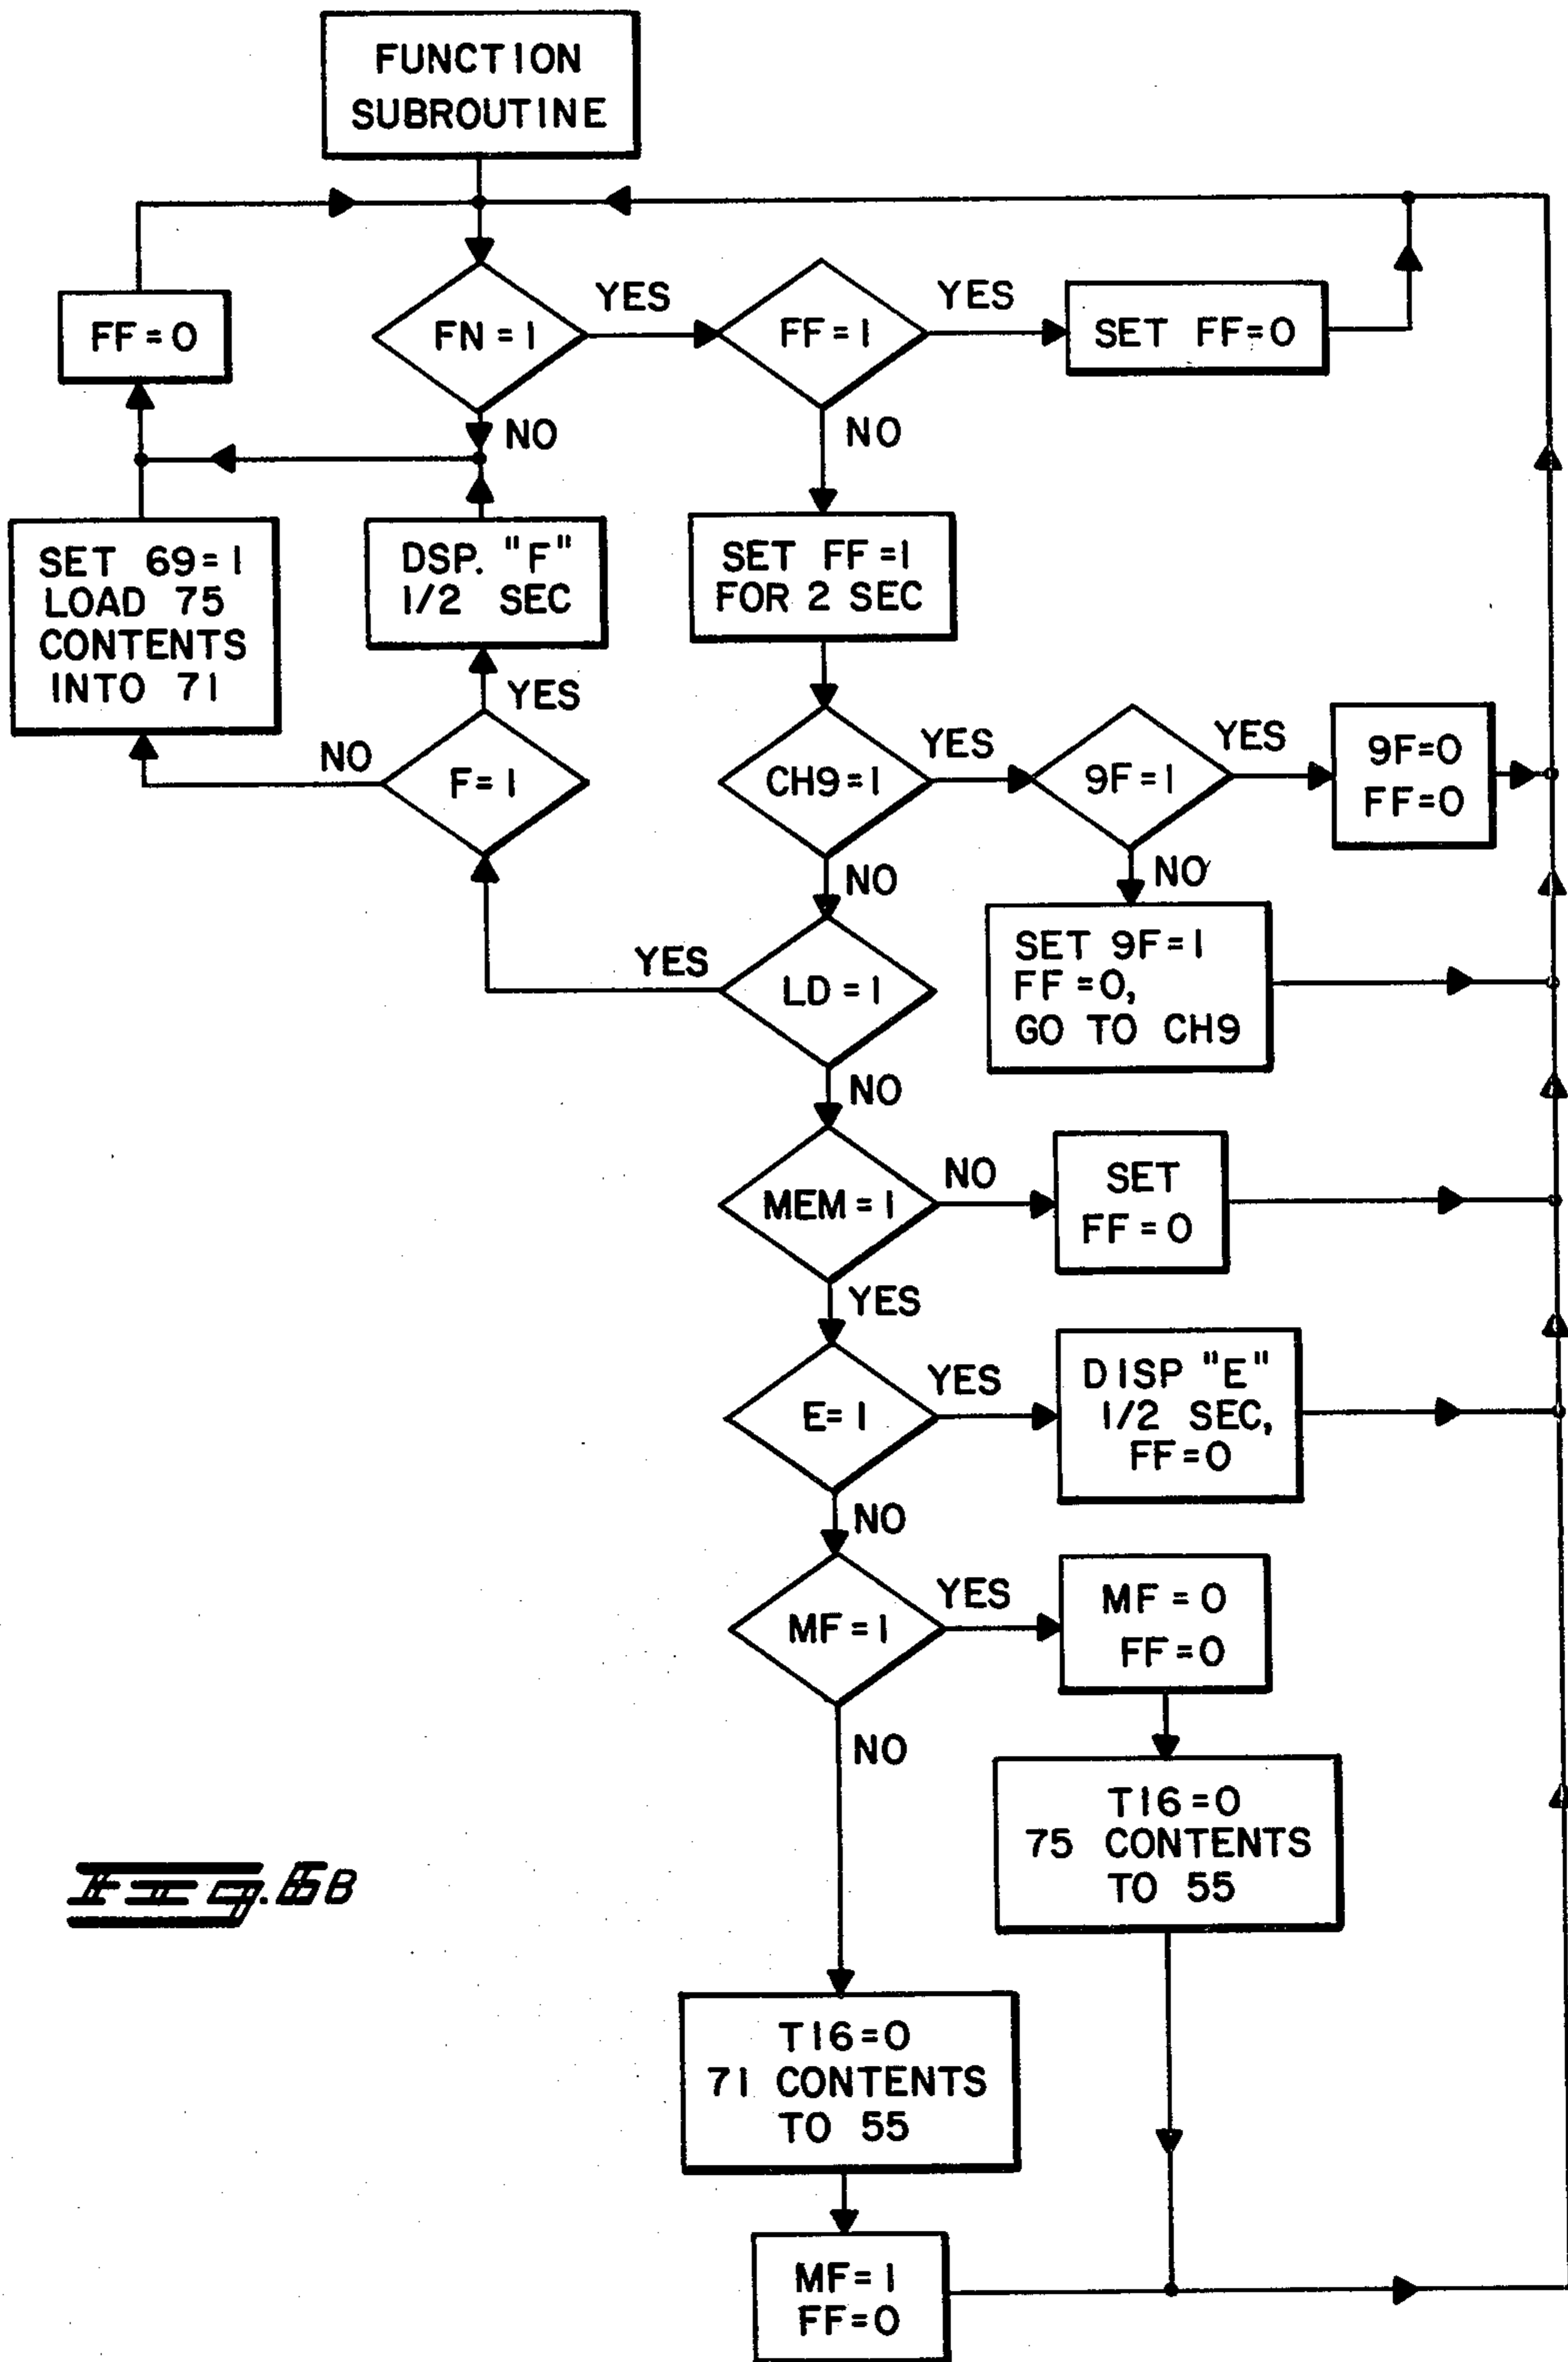 FUNCTION
SUBROUTINE
FF=0
FN=1
YES
FF=1
YES
SET FF=0
NO
NO
SET 69=1
LOAD 75
CONTENTS
INTO 71
DSP. "F"
1/2 SEC
SET FF=1
FOR 2 SEC
YES
NO
F=1
CH9=1
YES
9F=1
YES
9F=0
FF=0
NO
NO
YES
LD=1
SET 9F=1
FF=0,
GO TO CH9
NO
MEM=1
NO
SET
FF=0
YES
E=1
YES
DISP "E"
1/2 SEC,
FF=0
NO
MF=1
YES
MF=0
FF=0
NO
T16=0
75 CONTENTS
TO 55
Fig. 6B
T16=0
71 CONTENTS
TO 55
MF=1
FF=0